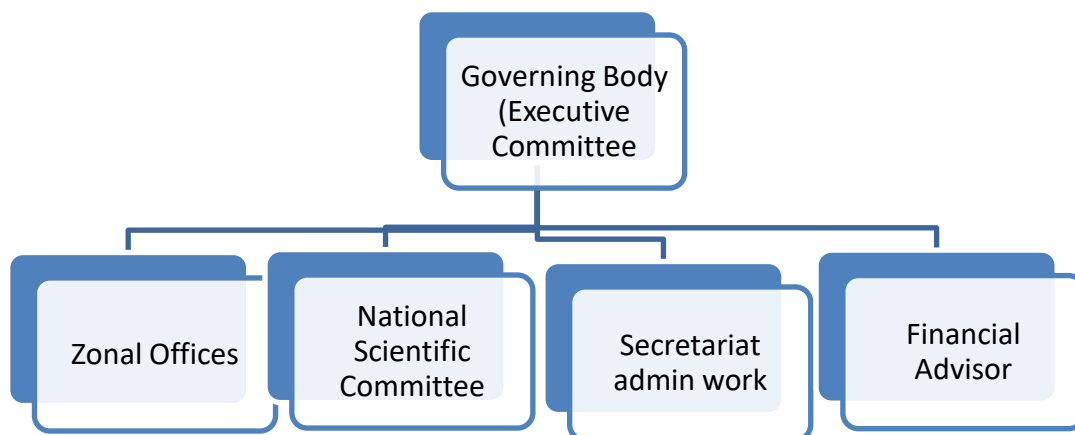 Governing Body
(Executive
Committee
Zonal Offices
National
Scientific
Committee
Secretariat
admin work
Financial
Advisor